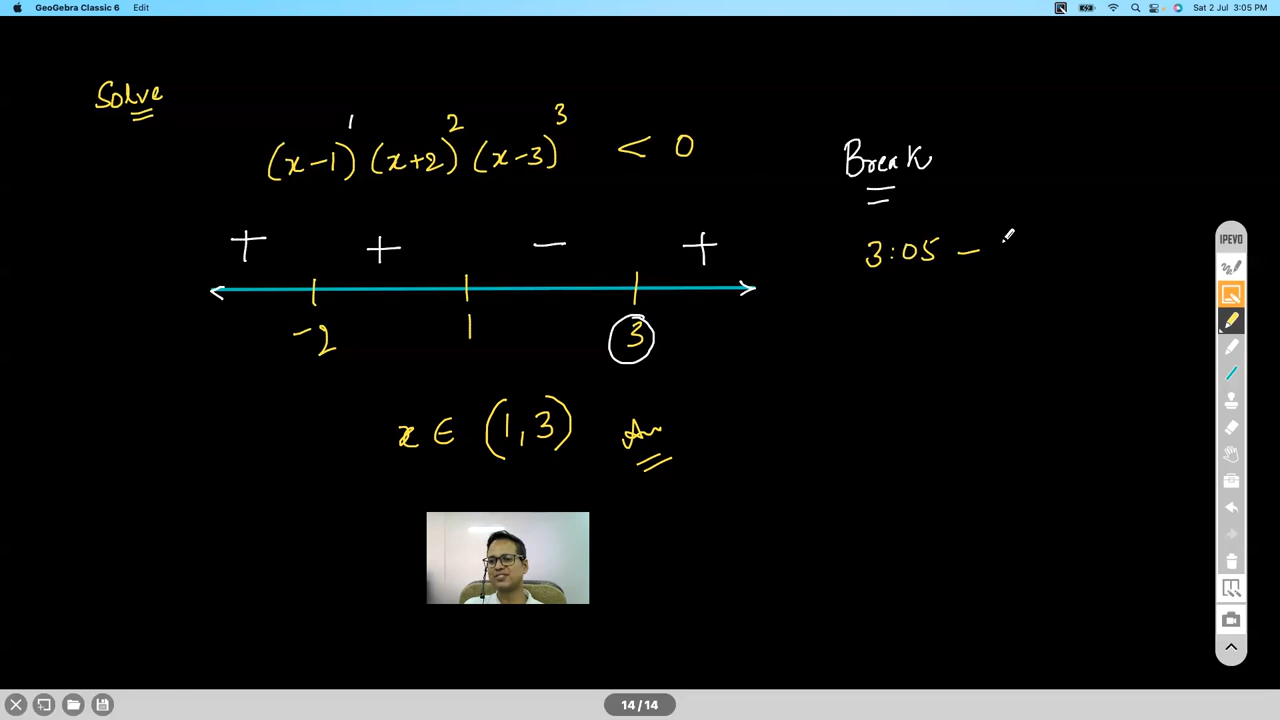 GeoGebra Classic 6 Edit Sat 2 Jul 3:05 PM
Solve
(x-1)¹ (x+2)² (x-3)³ < 0
Break
+ + − +
3:05 –
-2 1 3
x ∈ (1,3) Ans
IPEVO
14 / 14